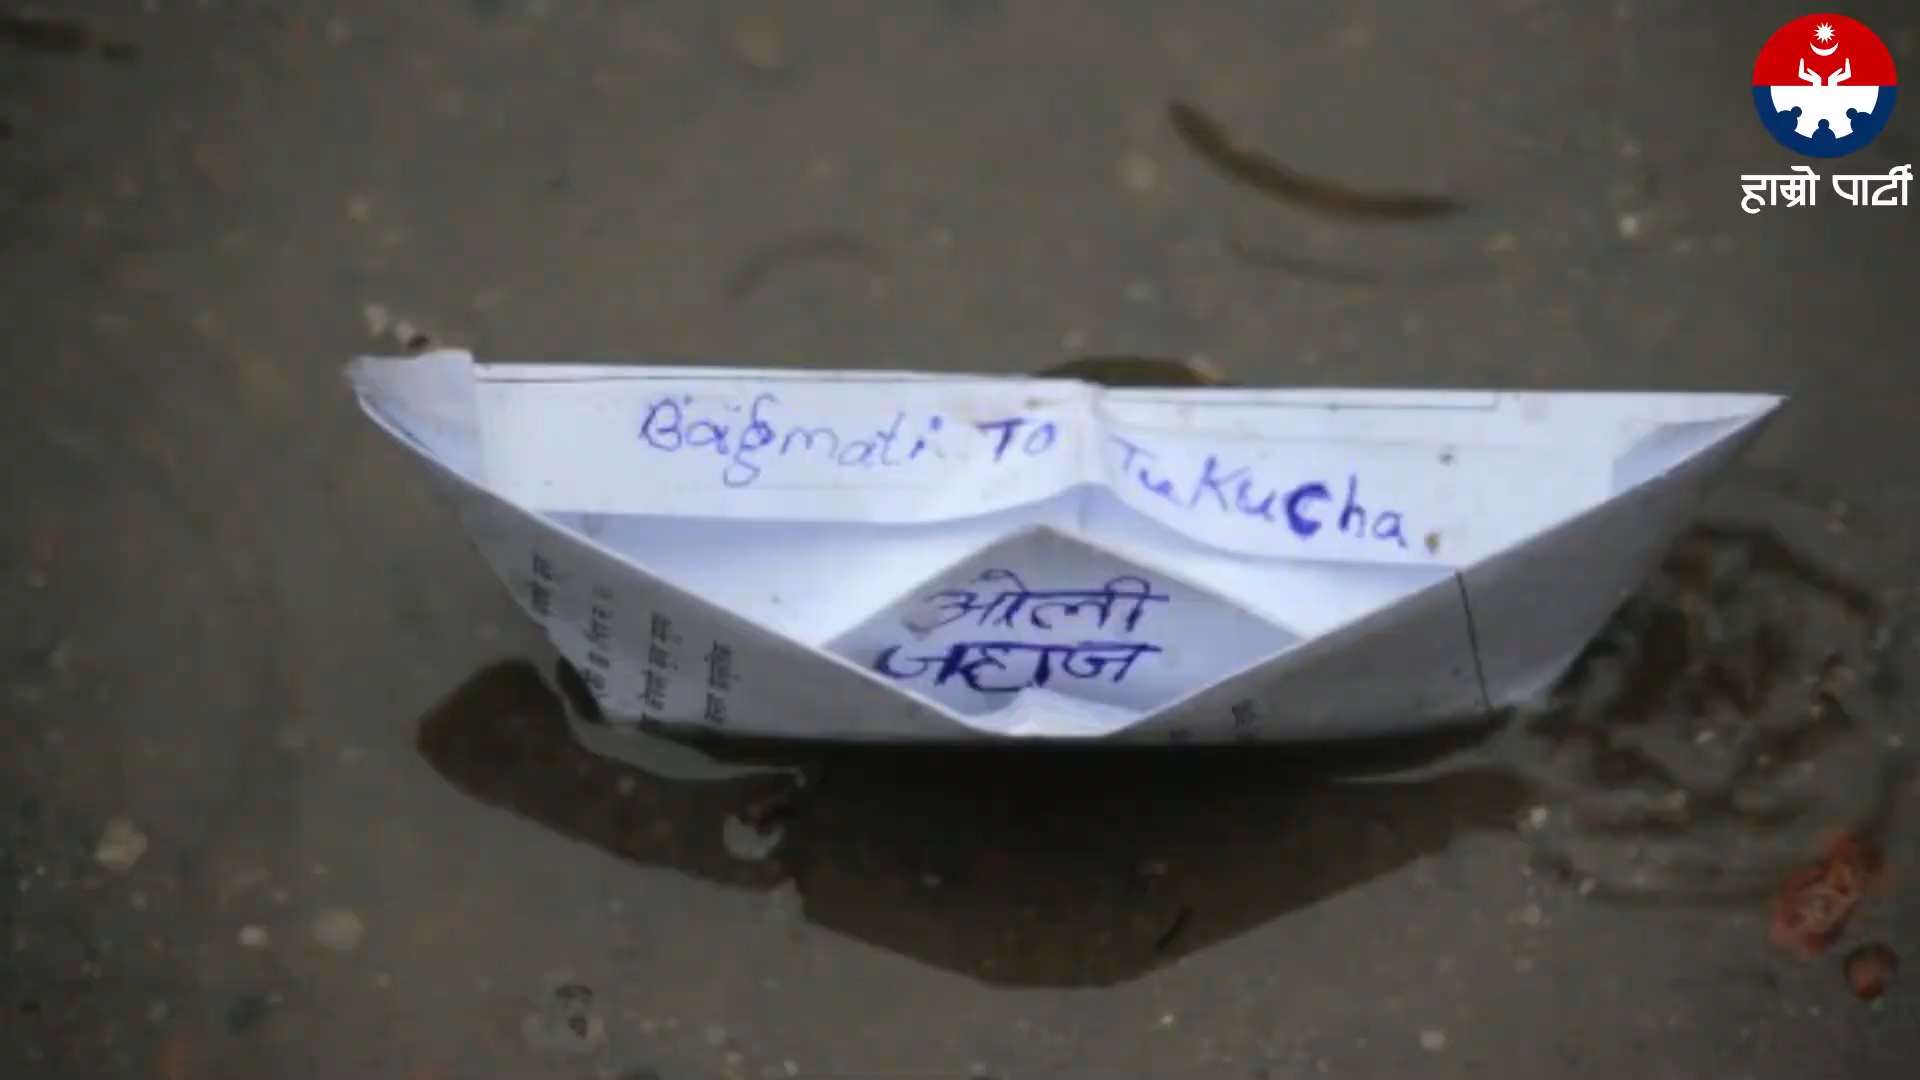 हाम्रो पार्टी
Bagmati To Tukucha.
ओली
जहाज